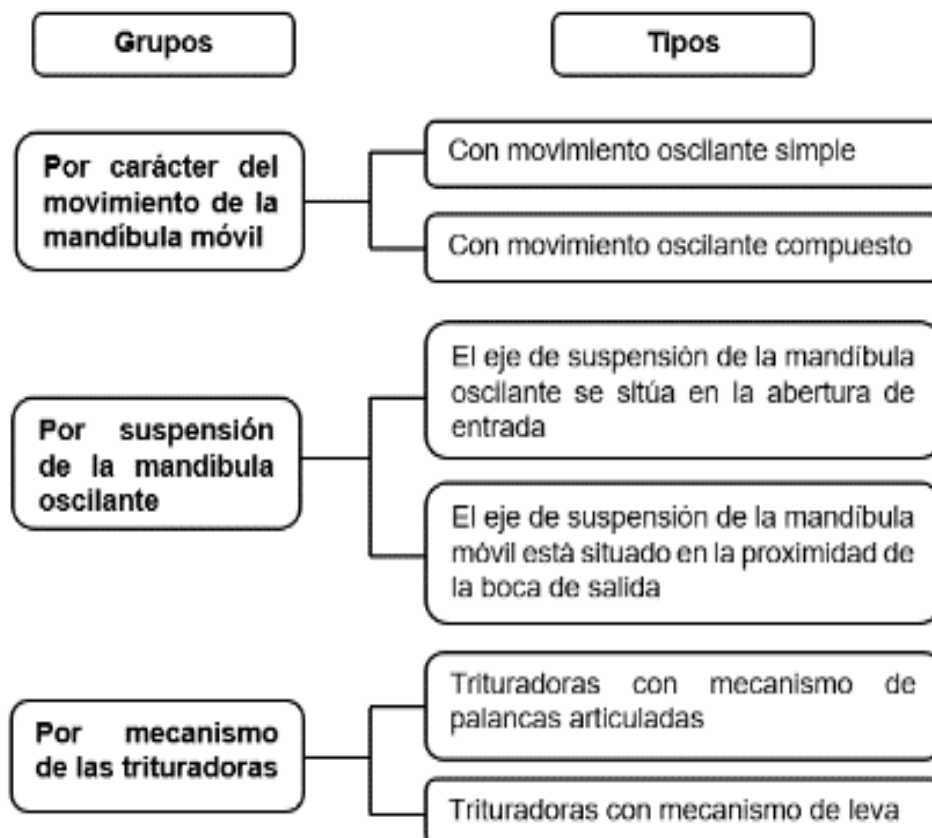 Grupos
Tipos
Por carácter del
movimiento de la
mandíbula móvil
Con movimiento oscilante simple
Con movimiento oscilante compuesto
Por suspensión
de la mandíbula
oscilante
El eje de suspensión de la mandíbula
oscilante se sitúa en la abertura de
entrada
El eje de suspensión de la mandíbula
móvil está situado en la proximidad de
la boca de salida
Por mecanismo
de las trituradoras
Trituradoras con mecanismo de
palancas articuladas
Trituradoras con mecanismo de leva